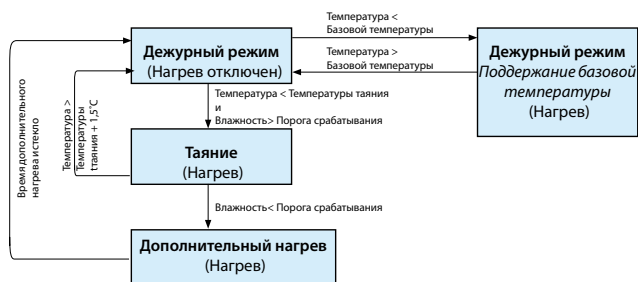 Температура <
Базовой температуры
Дежурный режим
(Нагрев отключен)
Температура >
Базовой температуры
Дежурный режим
Поддержание базовой
температуры
(Нагрев)
Температура < Температуры таяния
и
Влажность> Порога срабатывания
Время дополнительного
нагрева истекло
Температура >
Температуры
tтаяния + 1,5°C
Таяние
(Нагрев)
Влажность< Порога срабатывания
Дополнительный нагрев
(Нагрев)